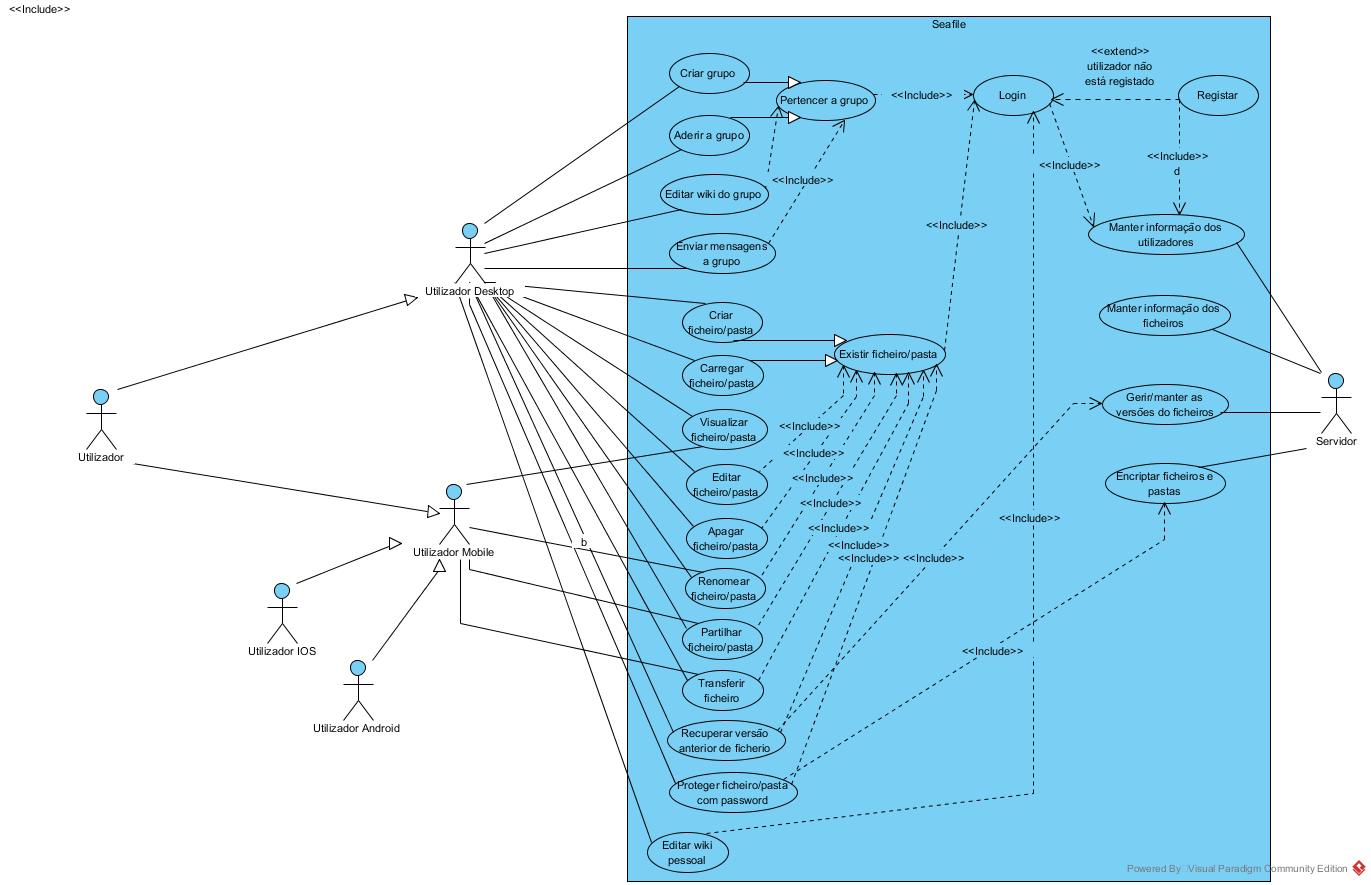 <<Include>>
Seafile
Criar grupo
Pertencer a grupo
<<Include>>
Login
<<extend>>
utilizador não
está registado
Registar
Aderir a grupo
<<Include>>
<<Include>>
d
Editar wiki do grupo
<<Include>>
Enviar mensagens
a grupo
<<Include>>
Manter informação dos
utilizadores
Utilizador Desktop
Criar
ficheiro/pasta
Manter informação dos
ficheiros
Existir ficheiro/pasta
Carregar
ficheiro/pasta
Gerir/manter as
versões do ficheiros
Visualizar
ficheiro/pasta
<<Include>>
Servidor
Utilizador
<<Include>>
Editar
ficheiro/pasta
<<Include>>
Encriptar ficheiros e
pastas
<<Include>>
<<Include>>
Apagar
ficheiro/pasta
<<Include>>
b
<<Include>>
Utilizador Mobile
<<Include>>
<<Include>>
Renomear
ficheiro/pasta
Partilhar
ficheiro/pasta
Utilizador IOS
<<Include>>
Transferir
ficheiro
Utilizador Android
Recuperar versão
anterior de ficherio
Proteger ficheiro/pasta
com password
Editar wiki
pessoal
Powered By Visual Paradigm Community Edition